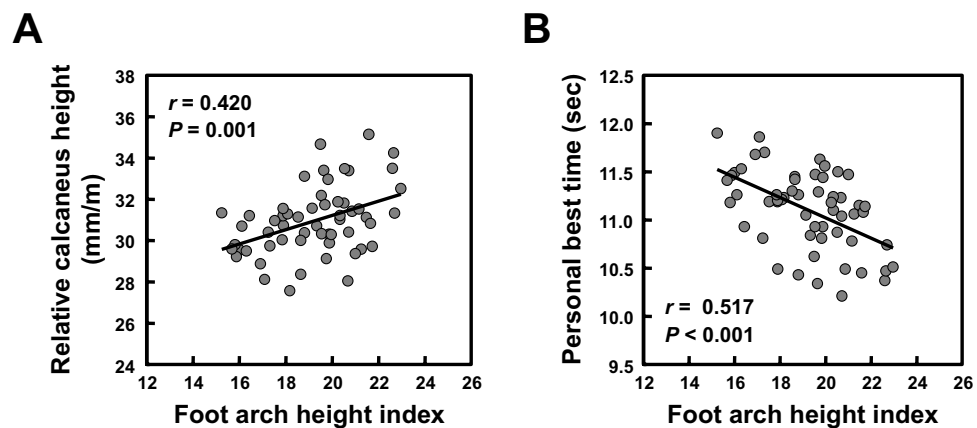 A
Relative calcaneus height
(mm/m)
38
36
34
32
30
28
26
24
r = 0.420
P = 0.001
12 14 16 18 20 22 24 26
Foot arch height index
B
Personal best time (sec)
12.5
12.0
11.5
11.0
10.5
10.0
9.5
r = 0.517
P < 0.001
12 14 16 18 20 22 24 26
Foot arch height index